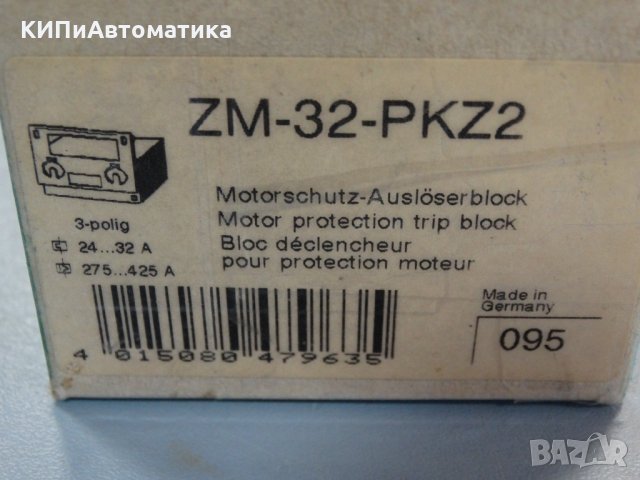 КИПиАвтоматика
ZM-32-PKZ2
Motorschutz-Auslöserblock
Motor protection trip block
Bloc déclencheur
pour protection moteur
3-polig
24...32 A
275...425 A
Made in
Germany
095
4 015080 479635
BAZAR